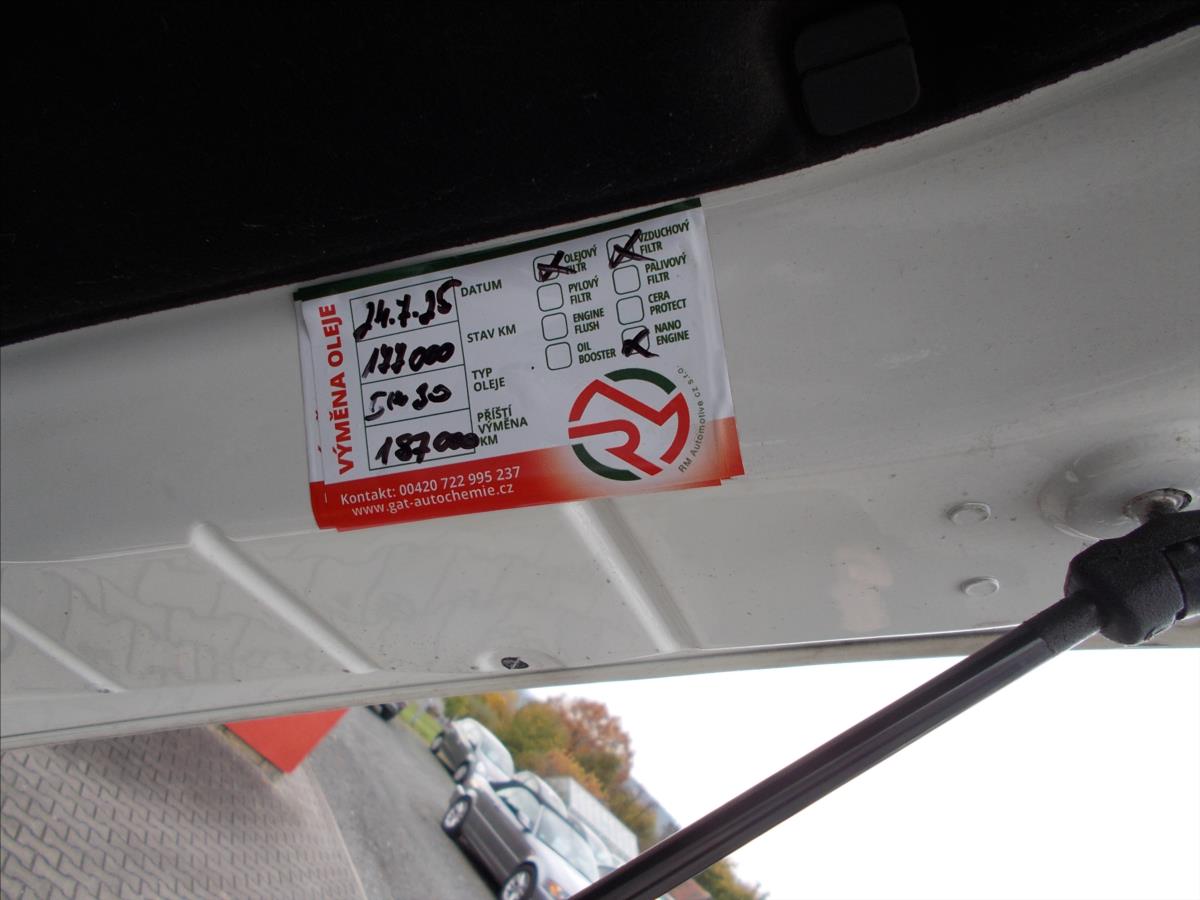 VÝMĚNA OLEJE
24.7.25 DATUM
177000 STAV KM
5W30 TYP OLEJE
187000 PŘÍŠTÍ VÝMĚNA KM
OLEJOVÝ FILTR
PYLOVÝ FILTR
ENGINE FLUSH
OIL BOOSTER
VZDUCHOVÝ FILTR
PALIVOVÝ FILTR
CERA PROTECT
NANO ENGINE
RM
RM Automotive cz s.r.o.
Kontakt: 00420 722 995 237
www.gat-autochemie.cz